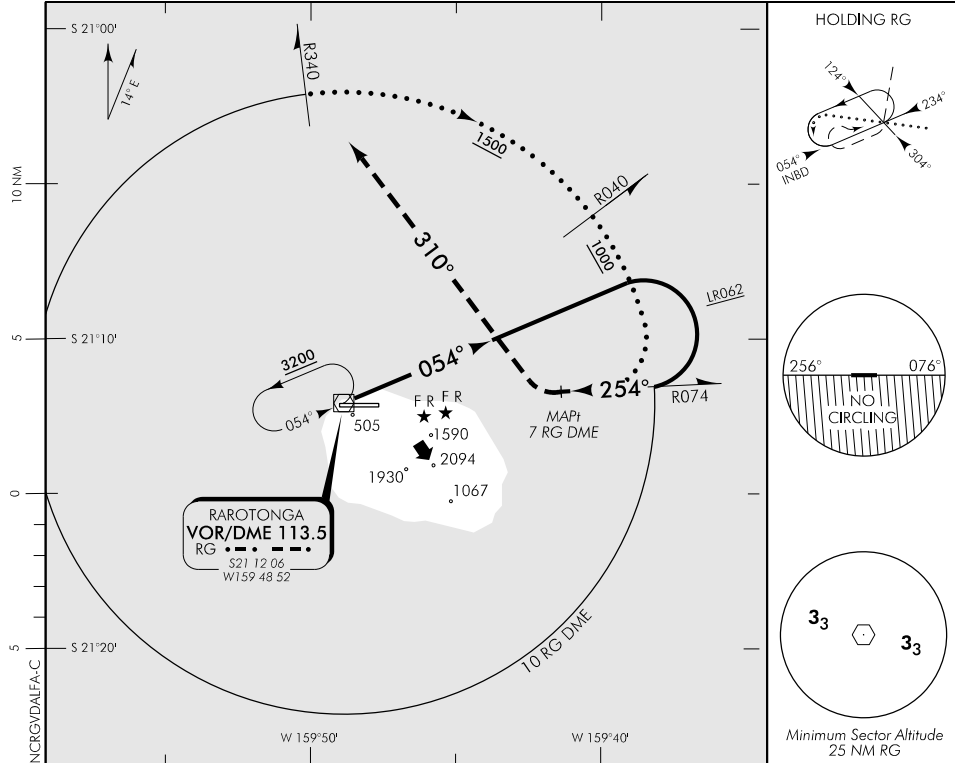 S 21°00'
14° E
R340
1500
10 NM
R040
1000
310°
LR062
5
S 21°10'
054°
3200
254°
R074
054°
F R F R
MAPt
7 RG DME
505
1590
2094
1930
0
1067
RAROTONGA
VOR/DME 113.5
RG
S21 12 06
W159 48 52
5
S 21°20'
10 RG DME
NCRGVDALFA-C
W 159°50'
W 159°40'
HOLDING RG
124°
234°
054°
INBD
304°
256°
076°
NO
CIRCLING
33
33
Minimum Sector Altitude
25 NM RG